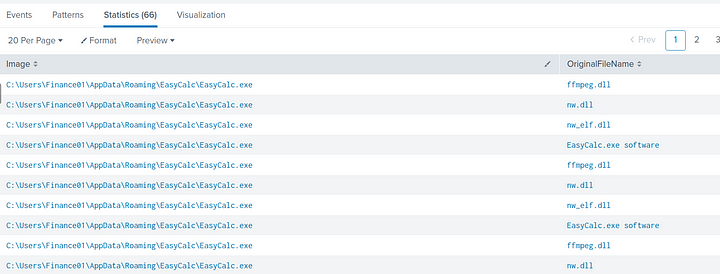 Events Patterns Statistics (66) Visualization
20 Per Page Format Preview < Prev 1 2 3
Image OriginalFileName
C:\Users\Finance01\AppData\Roaming\EasyCalc\EasyCalc.exe ffmpeg.dll
C:\Users\Finance01\AppData\Roaming\EasyCalc\EasyCalc.exe nw.dll
C:\Users\Finance01\AppData\Roaming\EasyCalc\EasyCalc.exe nw_elf.dll
C:\Users\Finance01\AppData\Roaming\EasyCalc\EasyCalc.exe EasyCalc.exe software
C:\Users\Finance01\AppData\Roaming\EasyCalc\EasyCalc.exe ffmpeg.dll
C:\Users\Finance01\AppData\Roaming\EasyCalc\EasyCalc.exe nw.dll
C:\Users\Finance01\AppData\Roaming\EasyCalc\EasyCalc.exe nw_elf.dll
C:\Users\Finance01\AppData\Roaming\EasyCalc\EasyCalc.exe EasyCalc.exe software
C:\Users\Finance01\AppData\Roaming\EasyCalc\EasyCalc.exe ffmpeg.dll
C:\Users\Finance01\AppData\Roaming\EasyCalc\EasyCalc.exe nw.dll